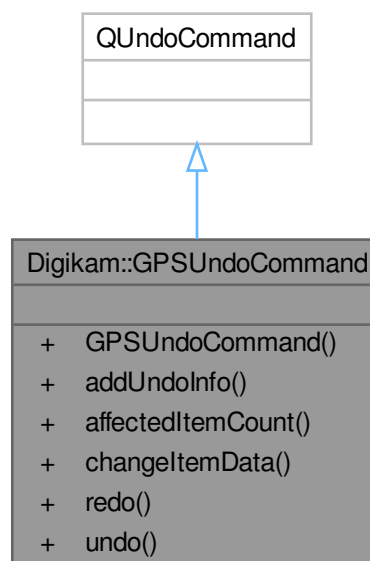 QUndoCommand
Digikam::GPSUndoCommand
+ GPSUndoCommand()
+ addUndoInfo()
+ affectedItemCount()
+ changeItemData()
+ redo()
+ undo()